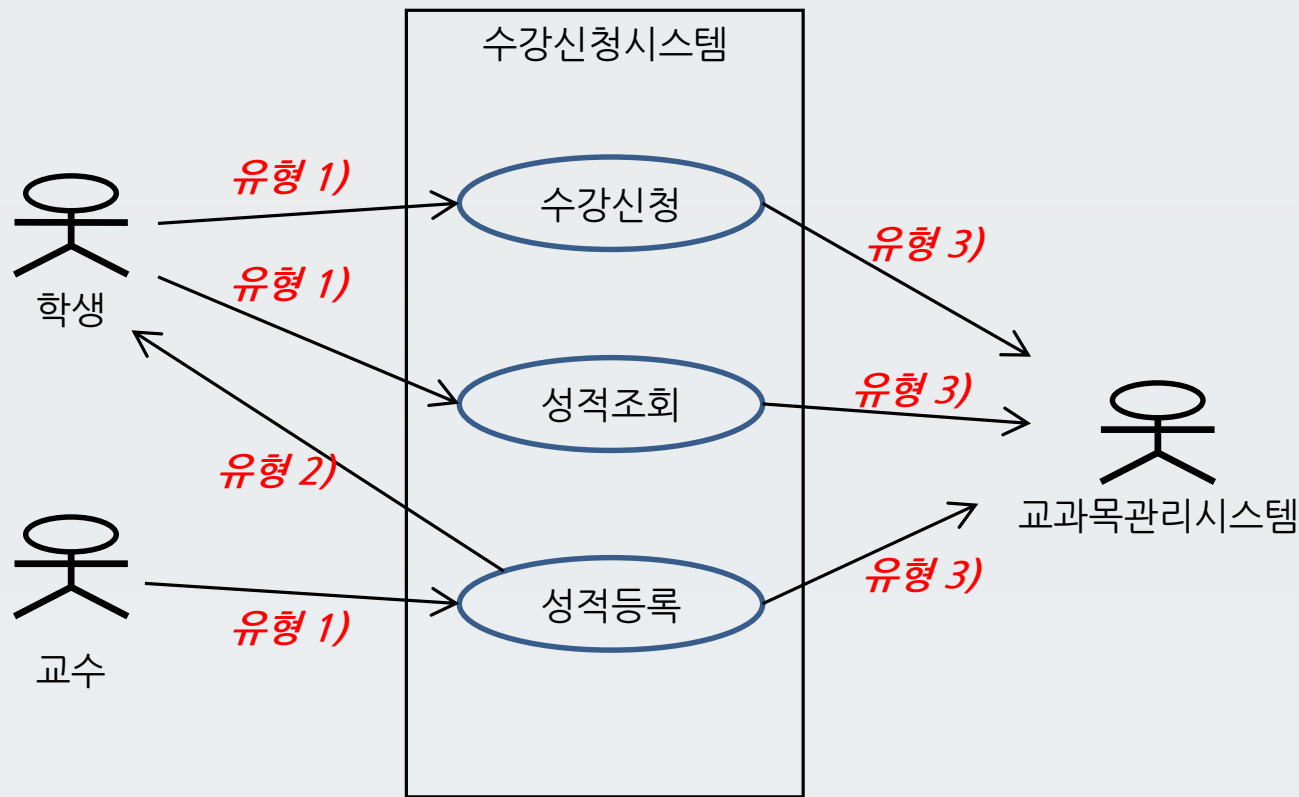 수강신청시스템
유형 1)
수강신청
유형 3)
학생
유형 1)
성적조회
유형 3)
유형 2)
교과목관리시스템
성적등록
유형 3)
유형 1)
교수